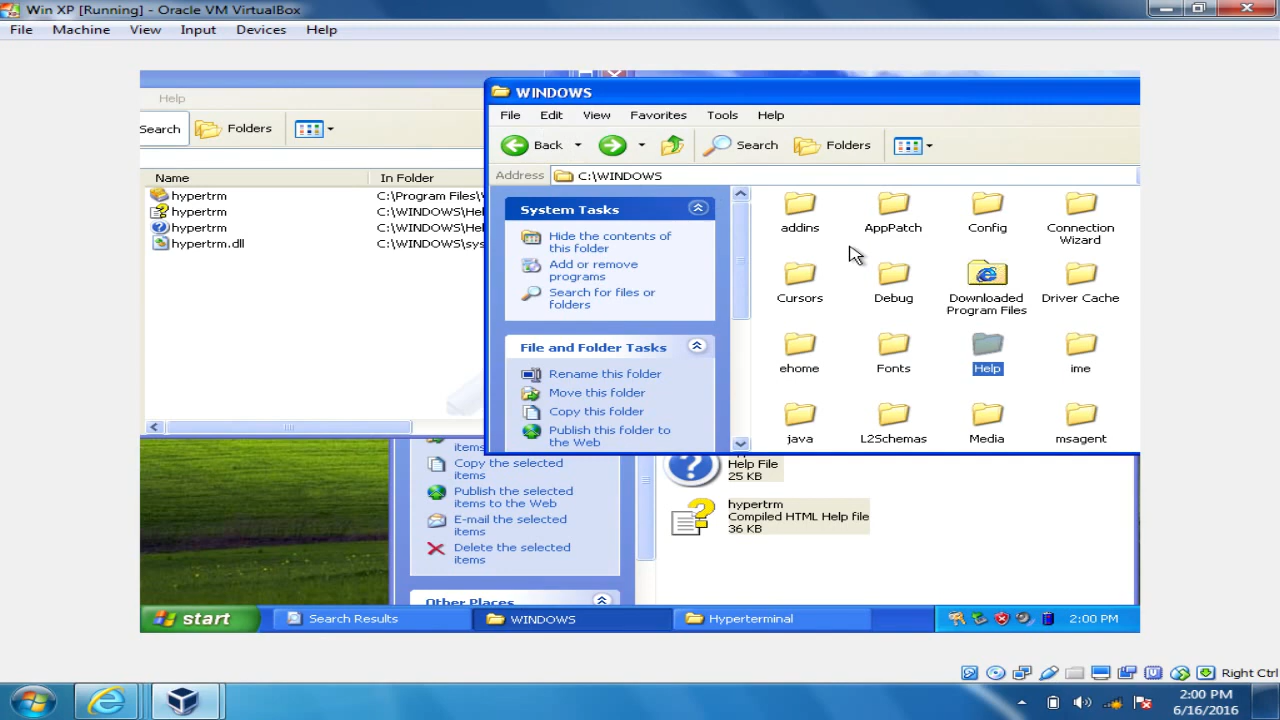 Win XP [Running] - Oracle VM VirtualBox
File Machine View Input Devices Help
Help
Search Folders
Name In Folder
hypertrm C:\Program Files\
hypertrm C:\WINDOWS\Hel
hypertrm C:\WINDOWS\Hel
hypertrm.dll C:\WINDOWS\sys
WINDOWS
File Edit View Favorites Tools Help
Back Search Folders
Address C:\WINDOWS
System Tasks
Hide the contents of
this folder
Add or remove
programs
Search for files or
folders
File and Folder Tasks
Rename this folder
Move this folder
Copy this folder
Publish this folder to
the Web
addins AppPatch Config Connection
Wizard
Cursors Debug Downloaded
Program Files Driver Cache
ehome Fonts Help ime
java L2Schemas Media msagent
items
Copy the selected
items
Publish the selected
items to the Web
E-mail the selected
items
Delete the selected
items
Other Places
Help File
25 KB
hypertrm
Compiled HTML Help file
36 KB
start Search Results WINDOWS Hyperterminal 2:00 PM
Right Ctrl
2:00 PM
6/16/2016